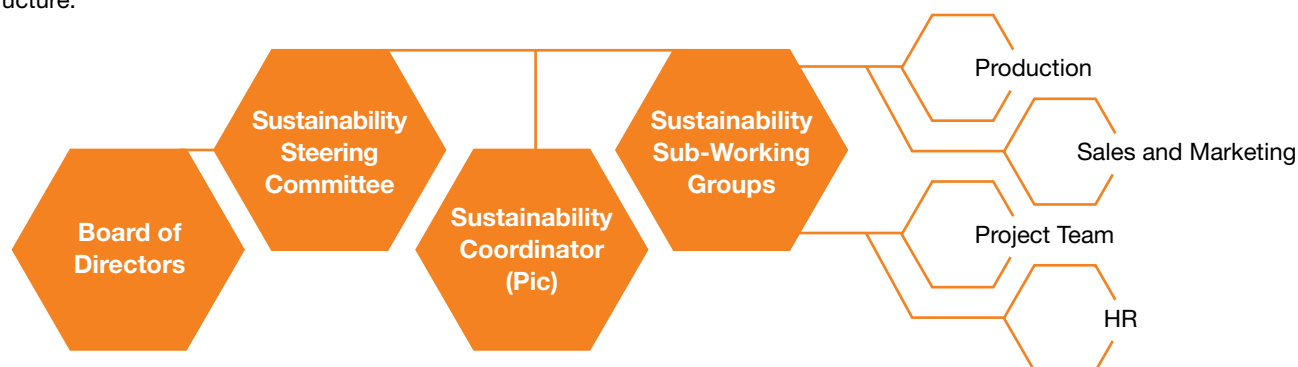 ucture.
Board of
Directors
Sustainability
Steering
Committee
Sustainability
Coordinator
(Pic)
Sustainability
Sub-Working
Groups
Production
Sales and Marketing
Project Team
HR